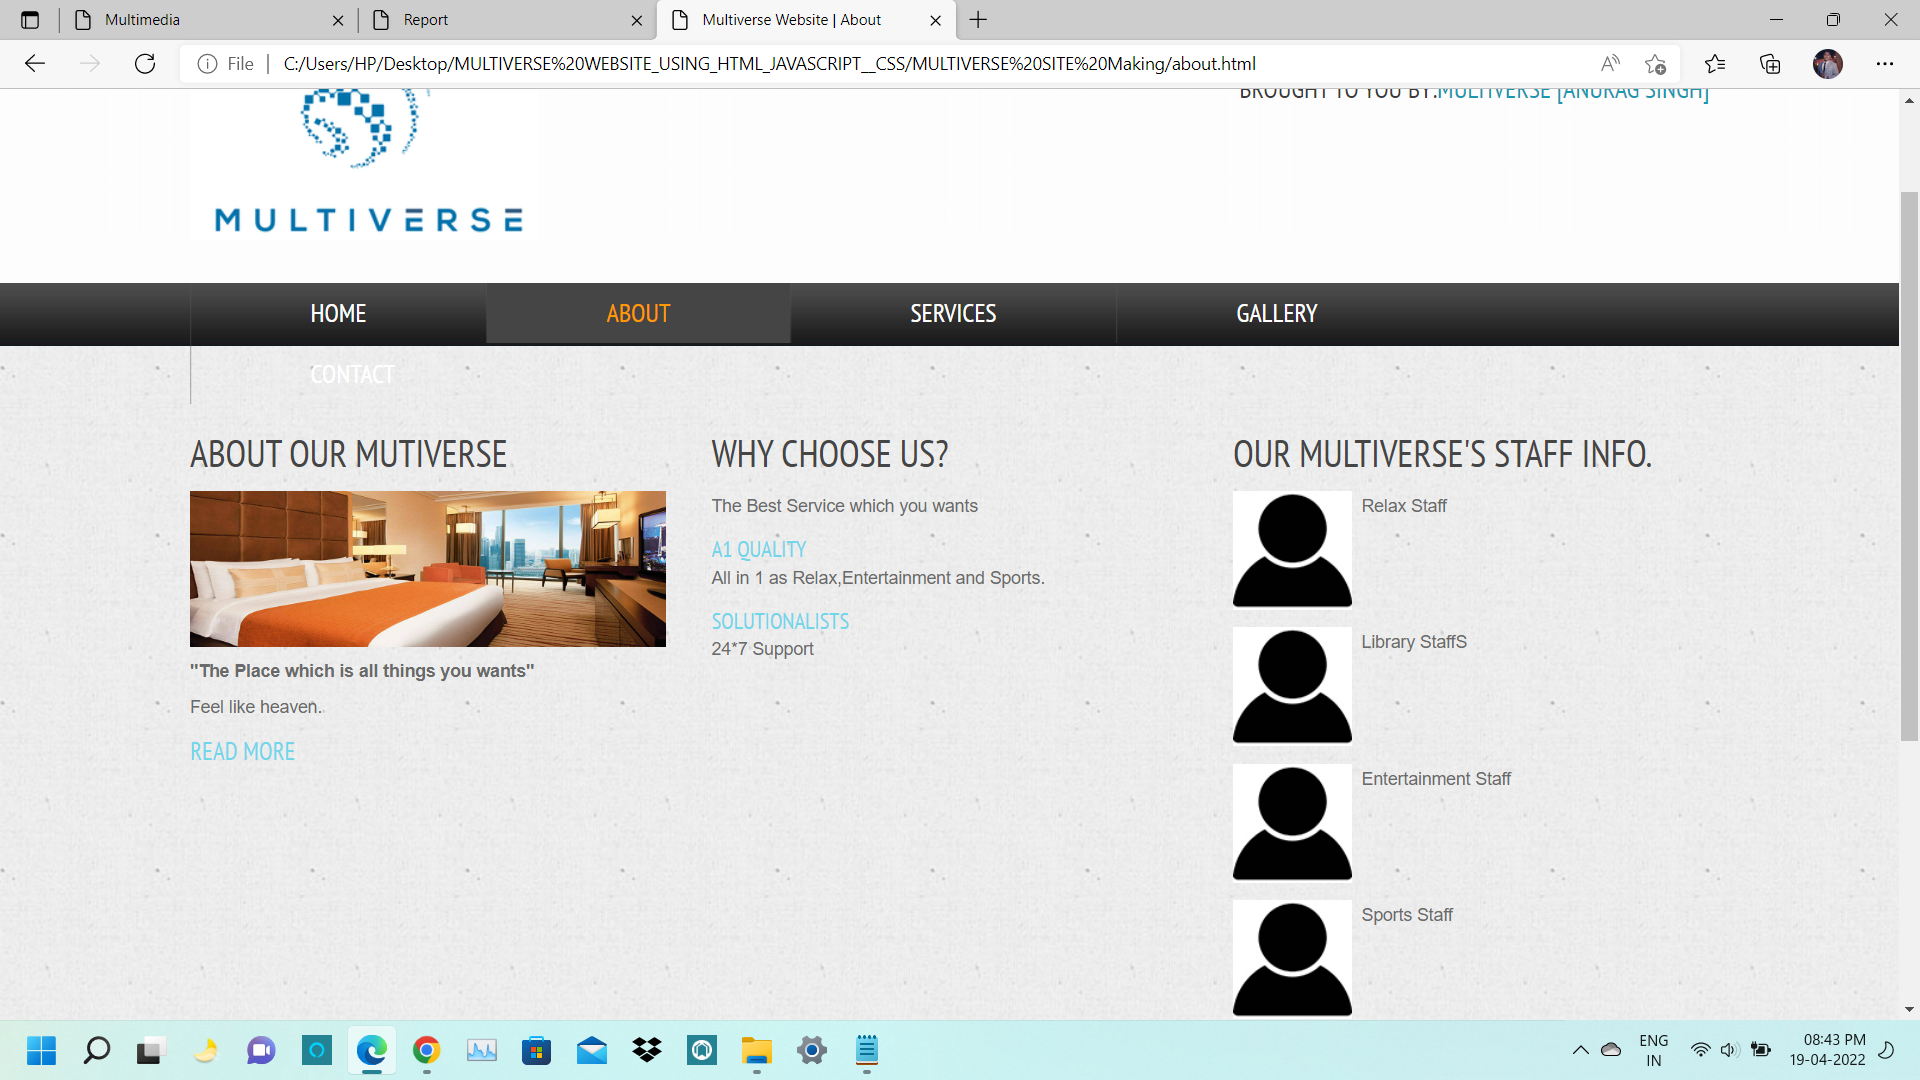 Multimedia
Report
Multiverse Website | About
File
C:/Users/HP/Desktop/MULTIVERSE%20WEBSITE_USING_HTML_JAVASCRIPT__CSS/MULTIVERSE%20SITE%20Making/about.html
BROUGHT TO YOU BY:MULTIVERSE [ANURAG SINGH]
MULTIVERSE
HOME
ABOUT
SERVICES
GALLERY
CONTACT
ABOUT OUR MUTIVERSE
"The Place which is all things you wants"
Feel like heaven.
READ MORE
WHY CHOOSE US?
The Best Service which you wants
A1 QUALITY
All in 1 as Relax,Entertainment and Sports.
SOLUTIONALISTS
24*7 Support
OUR MULTIVERSE'S STAFF INFO.
Relax Staff
Library StaffS
Entertainment Staff
Sports Staff
ENG
IN
08:43 PM
19-04-2022